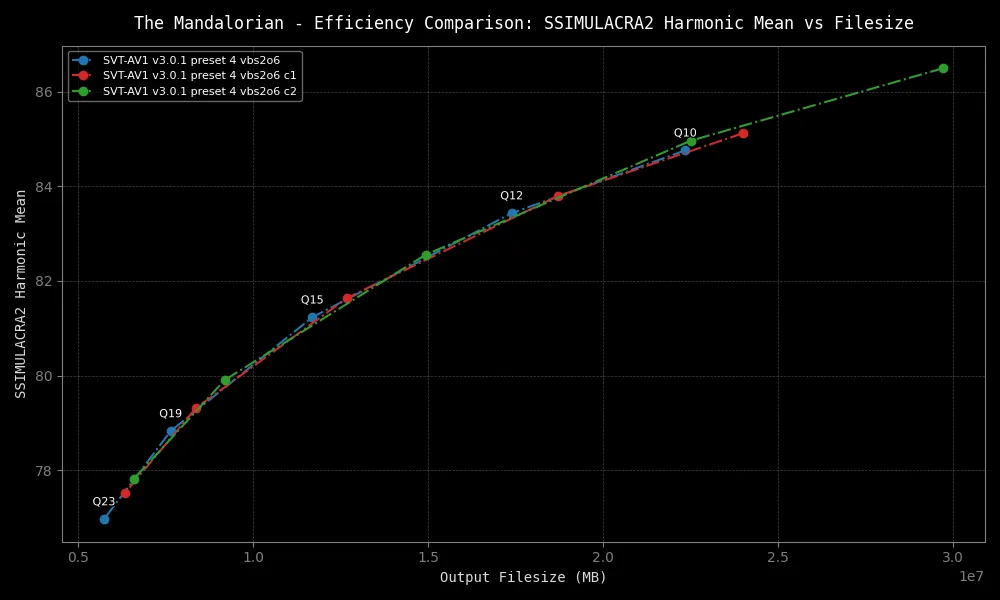 The Mandalorian - Efficiency Comparison: SSIMULACRA2 Harmonic Mean vs Filesize
SVT-AV1 v3.0.1 preset 4 vbs2o6
SVT-AV1 v3.0.1 preset 4 vbs2o6 c1
SVT-AV1 v3.0.1 preset 4 vbs2o6 c2
SSIMULACRA2 Harmonic Mean
86
84
82
80
78
Q10
Q12
Q15
Q19
Q23
0.5
1.0
1.5
2.0
2.5
3.0
1e7
Output Filesize (MB)